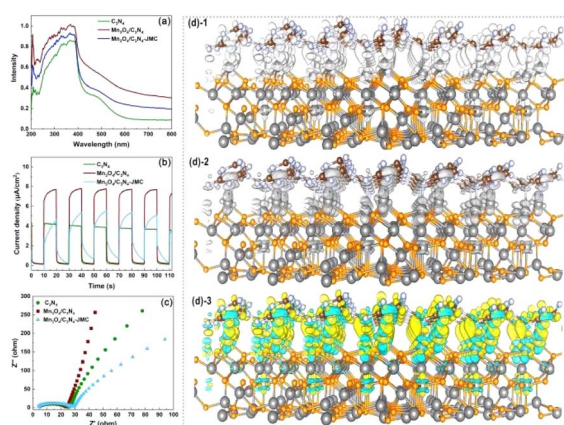 (a)
C₃N₄
Mn₃O₄/C₃N₄
Mn₃O₄/C₃N₄-JMC
Intensity
1.0
0.8
0.6
0.4
0.2
0.0
200 300 400 500 600 700 800
Wavelength (nm)
(b)
C₃N₄
Mn₃O₄/C₃N₄
Mn₃O₄/C₃N₄-JMC
Current density (μA/cm²)
10
8
6
4
2
0
0 10 20 30 40 50 60 70 80 90 100 110
Time (s)
(c)
C₃N₄
Mn₃O₄/C₃N₄
Mn₃O₄/C₃N₄-JMC
Z'' (ohm)
300
250
200
150
100
50
0
0 10 20 30 40 50 60 70 80 90 100
Z' (ohm)
(d)-1
(d)-2
(d)-3